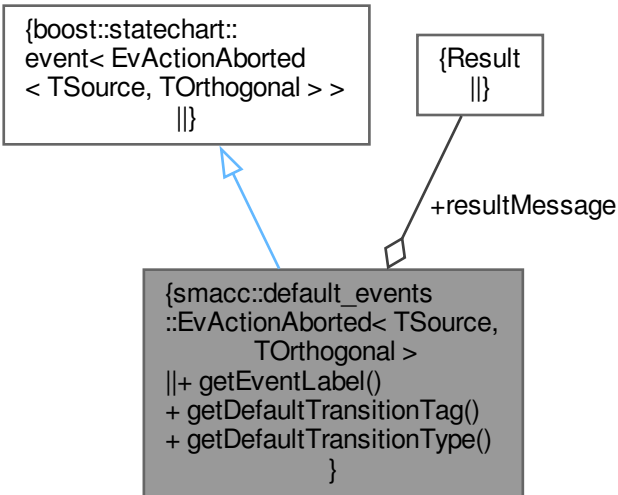 {boost::statechart::
event< EvActionAborted
< TSource, TOrthogonal > >
||}
{Result
||}
+resultMessage
{smacc::default_events
::EvActionAborted< TSource,
TOrthogonal >
||+ getEventLabel()
+ getDefaultTransitionTag()
+ getDefaultTransitionType()
}